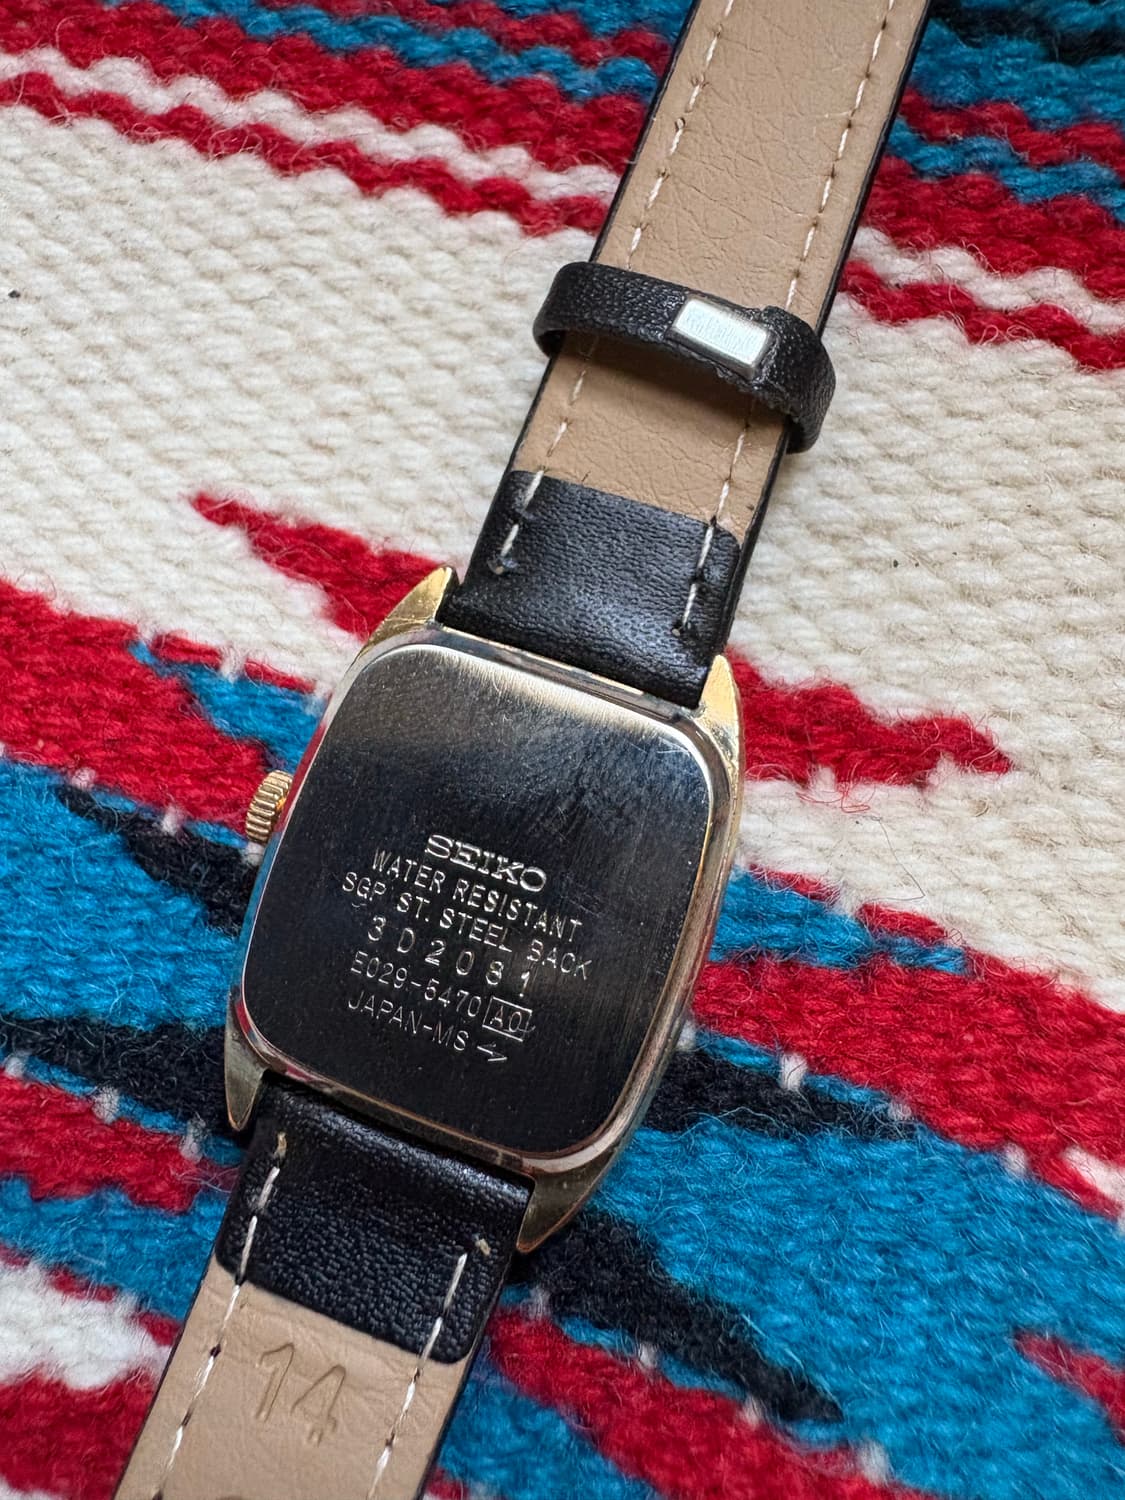 SEIKO
WATER RESISTANT
SGP ST. STEEL BACK
3D2081
E029-5470 A0
JAPAN-MS
14